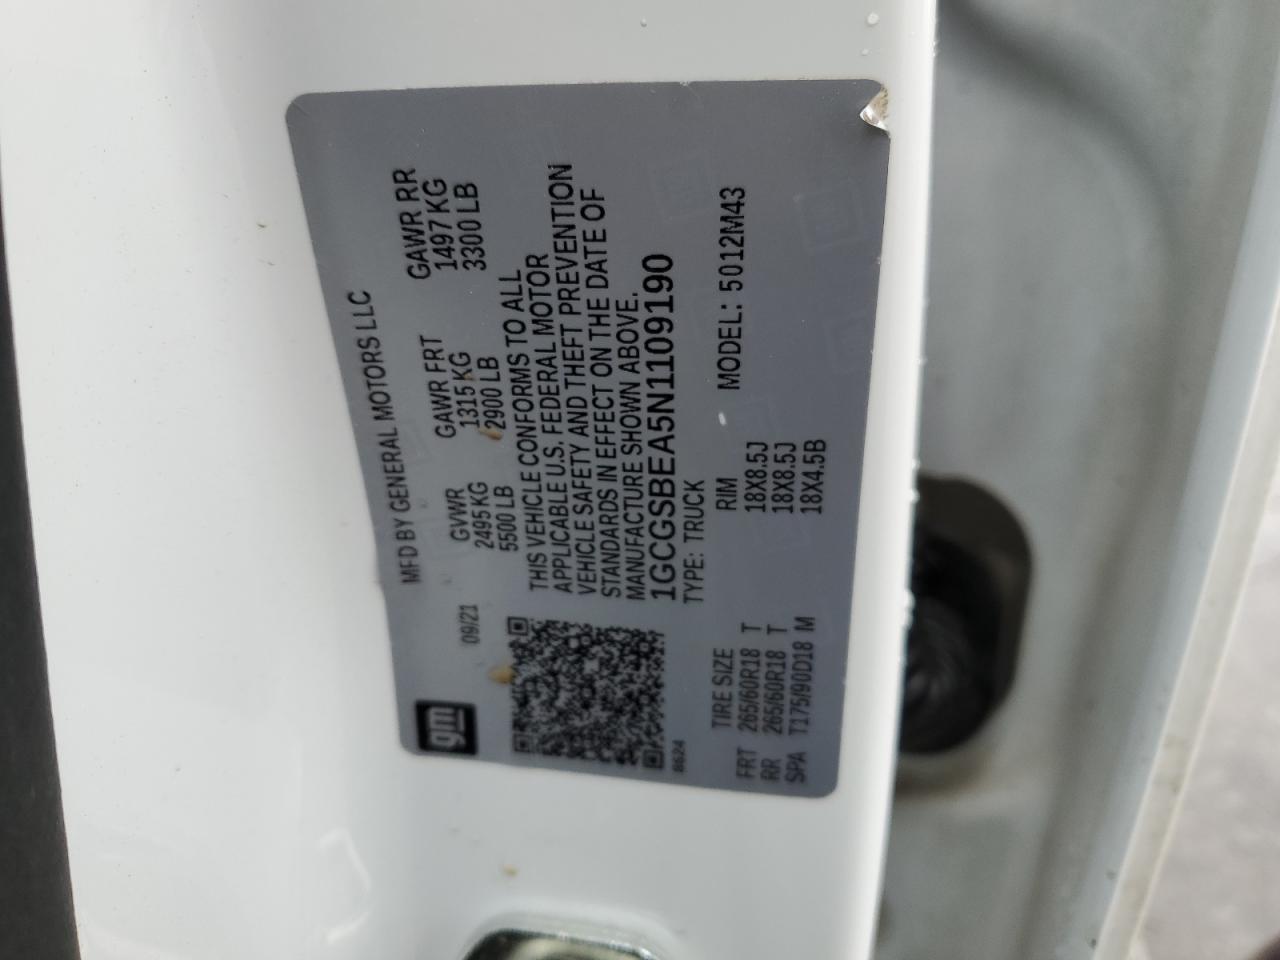 gm
09/21
MFD BY GENERAL MOTORS LLC
GVWR GAWR FRT GAWR RR
2495 KG 1315 KG 1497 KG
5500 LB 2900 LB 3300 LB
THIS VEHICLE CONFORMS TO ALL
APPLICABLE U.S. FEDERAL MOTOR
VEHICLE SAFETY AND THEFT PREVENTION
STANDARDS IN EFFECT ON THE DATE OF
MANUFACTURE SHOWN ABOVE.
1GCGSBEA5N1109190
TYPE: TRUCK MODEL: 5012M43
8624
TIRE SIZE RIM
FRT 265/60R18 T 18X8.5J
RR 265/60R18 T 18X8.5J
SPA T175/90D18 M 18X4.5B